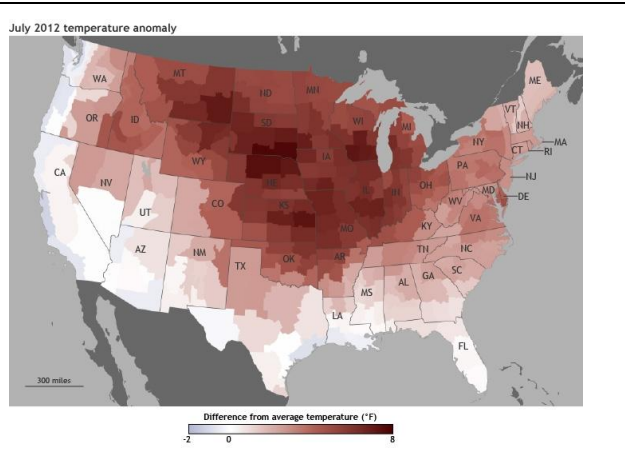 July 2012 temperature anomaly
WA
MT
ND
MN
ME
OR
ID
SD
WI
MI
VT
NH
WY
IA
NY
MA
CT
RI
CA
NV
NE
PA
NJ
UT
CO
KS
IL
IN
OH
MD
DE
WV
MO
KY
VA
AZ
NM
OK
AR
TN
NC
TX
SC
MS
AL
GA
LA
FL
300 miles
Difference from average temperature (°F)
-2 0 8